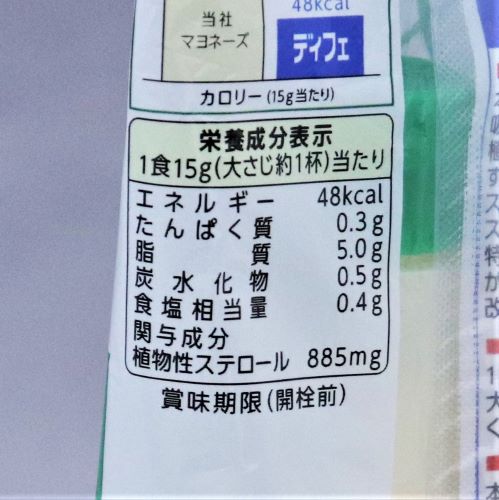 48kcal
当社
マヨネーズ
ディフェ
カロリー(15g当たり)
栄養成分表示
1食15g(大さじ約1杯)当たり
エネルギー 48kcal
たんぱく質 0.3g
脂質 5.0g
炭水化物 0.5g
食塩相当量 0.4g
関与成分
植物性ステロール 885mg
賞味期限(開栓前)